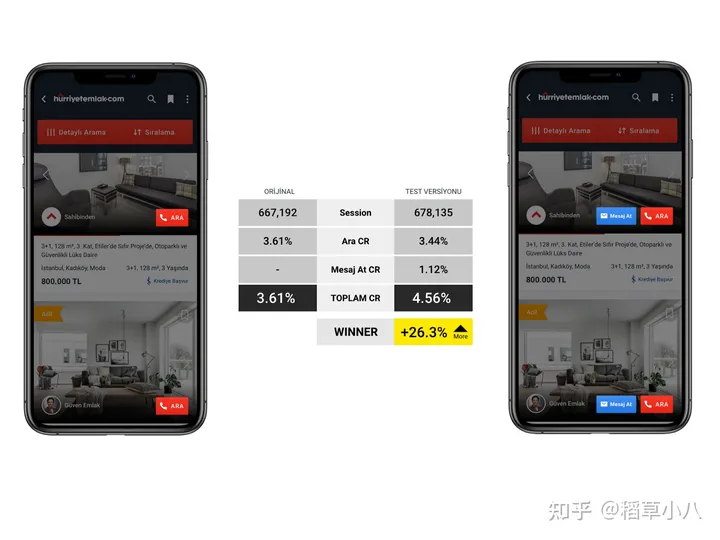 hürriyetemlak.com
Detaylı Arama
Sıralama
Sahibinden
ARA
3+1, 128 m², 3. Kat, Etiler'de Sıfır Proje'de, Otoparklı ve
Güvenlikli Lüks Daire
İstanbul, Kadıköy, Moda
3+1, 128 m², 3 Yaşında
800.000 TL
Krediye Başvur
Acil
Güven Emlak
ARA
ORİJİNAL
TEST VERSİYONU
667,192
Session
678,135
3.61%
Ara CR
3.44%
-
Mesaj At CR
1.12%
3.61%
TOPLAM CR
4.56%
WINNER
+26.3%
More
hürriyetemlak.com
Detaylı Arama
Sıralama
Sahibinden
Mesaj At
ARA
3+1, 128 m², 3. Kat, Etiler'de Sıfır Proje'de, Otoparklı ve
Güvenlikli Lüks Daire
İstanbul, Kadıköy, Moda
3+1, 128 m², 3 Yaşında
800.000 TL
Krediye Başvur
Acil
Güven Emlak
Mesaj At
ARA
知乎 @稻草小八